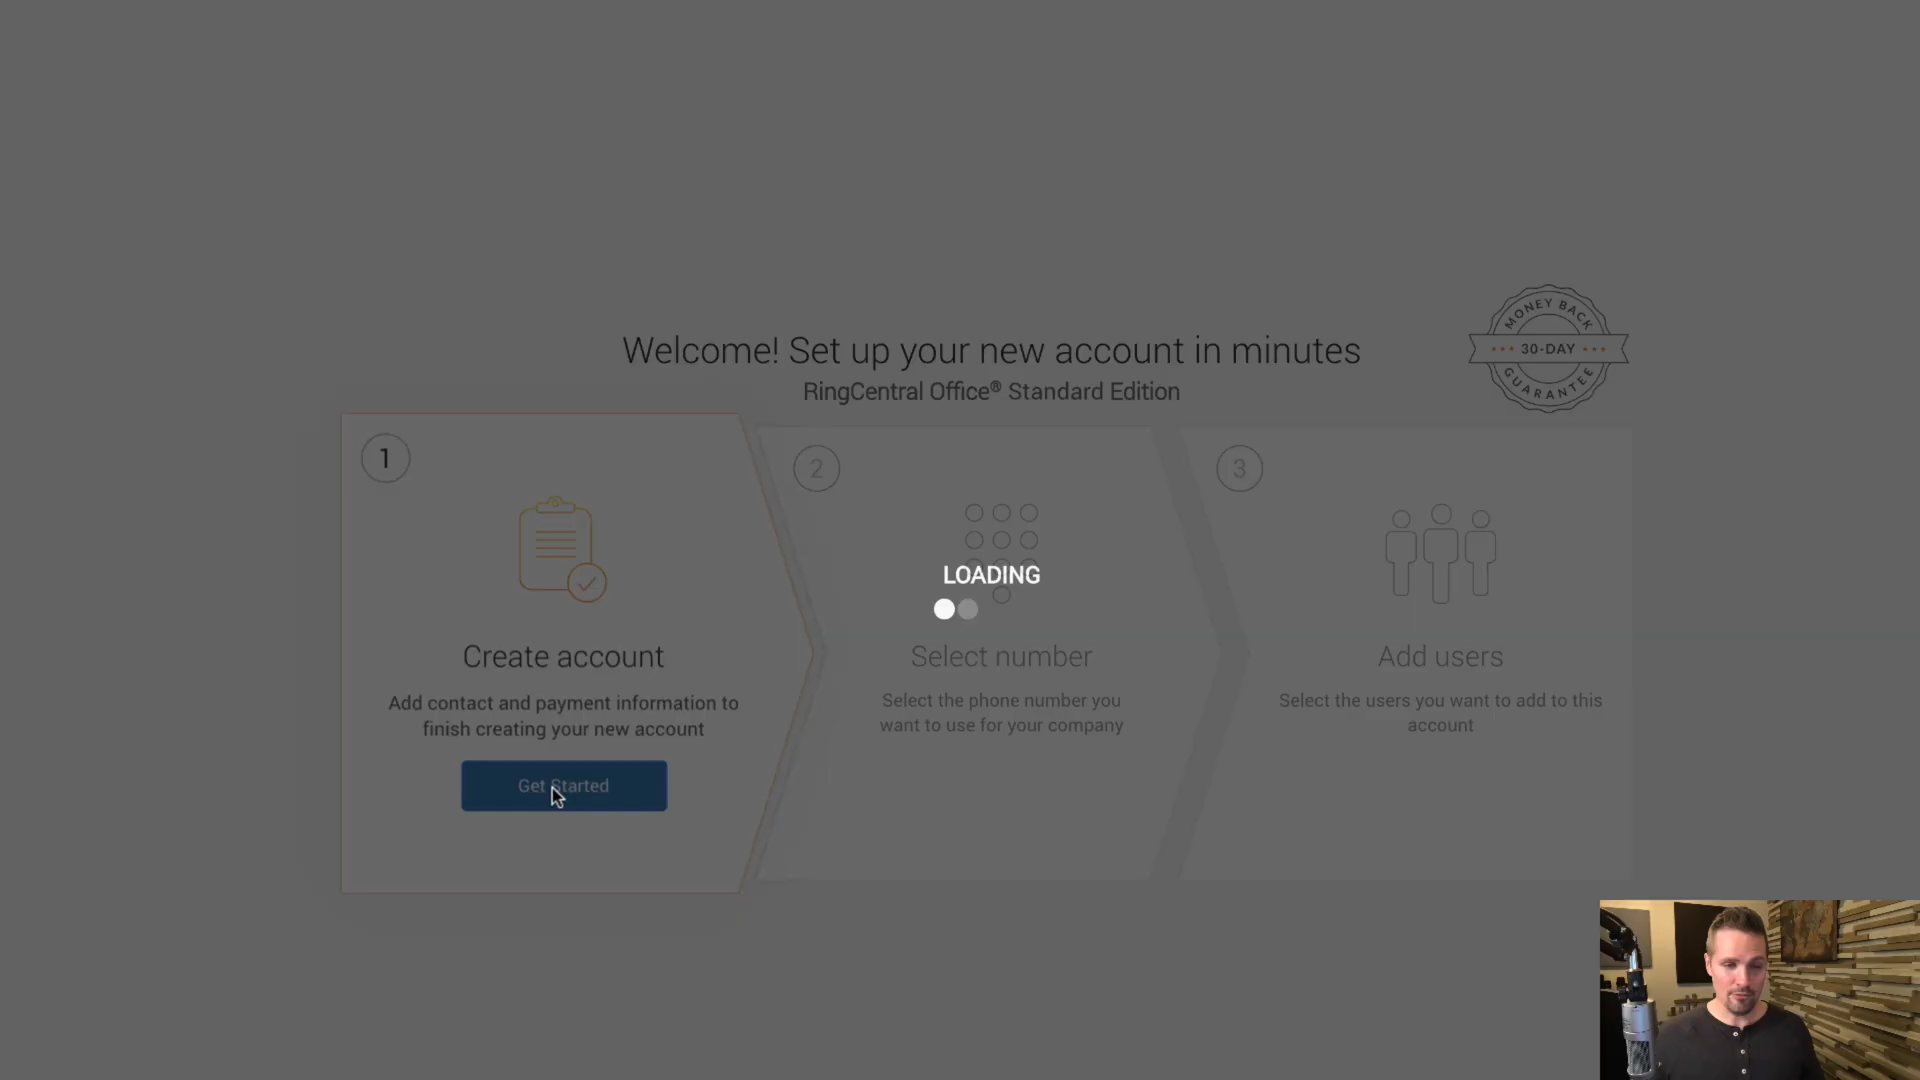 Welcome! Set up your new account in minutes
RingCentral Office® Standard Edition
MONEY BACK
30-DAY
GUARANTEE
1
Create account
Add contact and payment information to
finish creating your new account
Get Started
2
LOADING
Select number
Select the phone number you
want to use for your company
3
Add users
Select the users you want to add to this
account